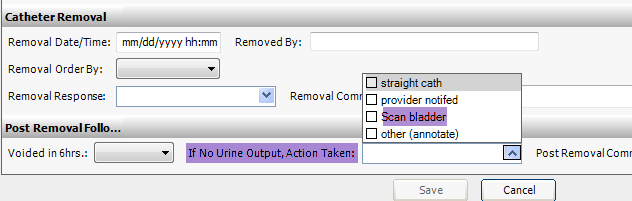 Catheter Removal
Removal Date/Time: mm/dd/yyyy hh:mm Removed By:
Removal Order By:
straight cath
Removal Response: Removal Comm
provider notifed
Scan bladder
Post Removal Follo...
other (annotate)
Voided in 6hrs.: If No Urine Output, Action Taken: Post Removal Comm
Save Cancel